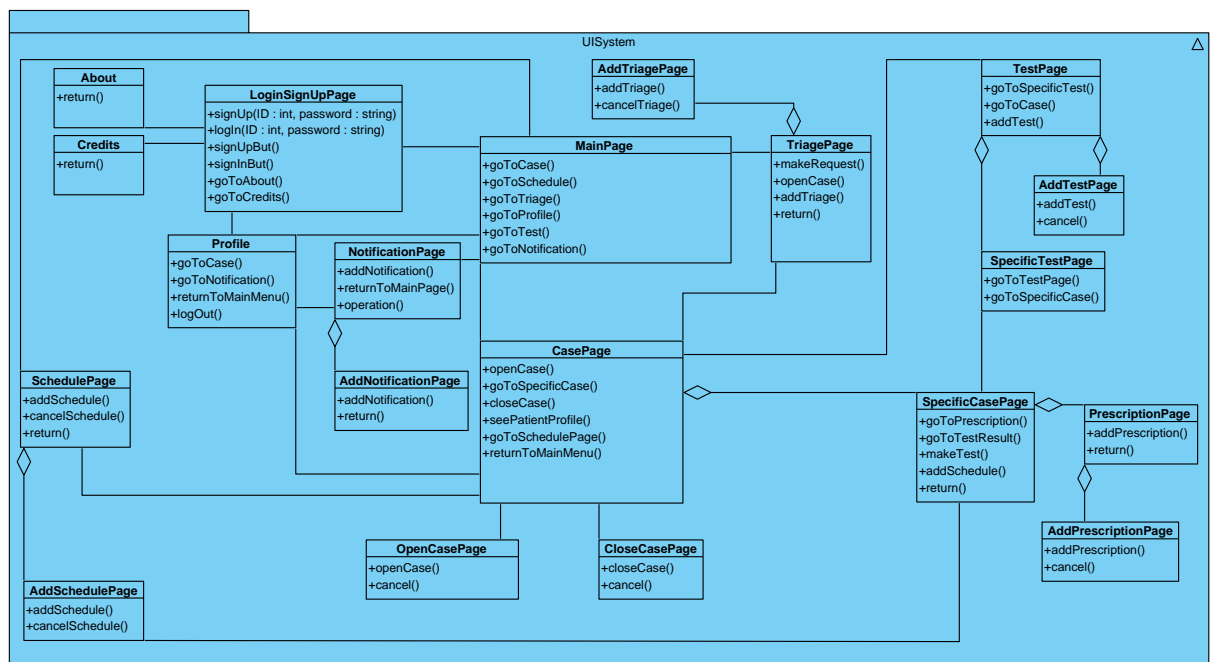 UISystem
About
+return()
Credits
+return()
LoginSignUpPage
+signUp(ID : int, password : string)
+logIn(ID : int, password : string)
+signUpBut()
+signInBut()
+goToAbout()
+goToCredits()
AddTriagePage
+addTriage()
+cancelTriage()
MainPage
+goToCase()
+goToSchedule()
+goToTriage()
+goToProfile()
+goToTest()
+goToNotification()
TriagePage
+makeRequest()
+openCase()
+addTriage()
+return()
TestPage
+goToSpecificTest()
+goToCase()
+addTest()
AddTestPage
+addTest()
+cancel()
Profile
+goToCase()
+goToNotification()
+returnToMainMenu()
+logOut()
NotificationPage
+addNotification()
+returnToMainPage()
+operation()
SpecificTestPage
+goToTestPage()
+goToSpecificCase()
SchedulePage
+addSchedule()
+cancelSchedule()
+return()
AddNotificationPage
+addNotification()
+return()
CasePage
+openCase()
+goToSpecificCase()
+closeCase()
+seePatientProfile()
+goToSchedulePage()
+returnToMainMenu()
SpecificCasePage
+goToPrescription()
+goToTestResult()
+makeTest()
+addSchedule()
+return()
PrescriptionPage
+addPrescription()
+return()
OpenCasePage
+openCase()
+cancel()
CloseCasePage
+closeCase()
+cancel()
AddPrescriptionPage
+addPrescription()
+cancel()
AddSchedulePage
+addSchedule()
+cancelSchedule()